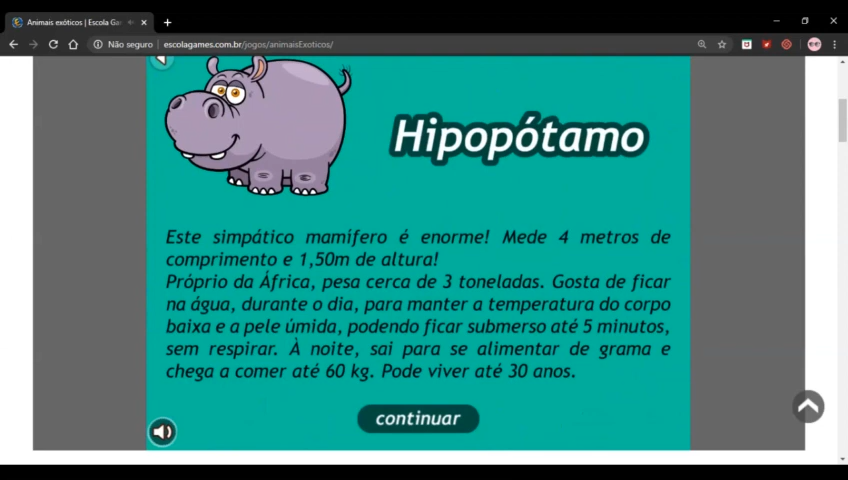 Animais exóticos | Escola Ga
Não seguro | escolagames.com.br/jogos/animaisExoticos/
Hipopótamo
Este simpático mamífero é enorme! Mede 4 metros de
comprimento e 1,50m de altura!
Próprio da África, pesa cerca de 3 toneladas. Gosta de ficar
na água, durante o dia, para manter a temperatura do corpo
baixa e a pele úmida, podendo ficar submerso até 5 minutos,
sem respirar. À noite, sai para se alimentar de grama e
chega a comer até 60 kg. Pode viver até 30 anos.
continuar